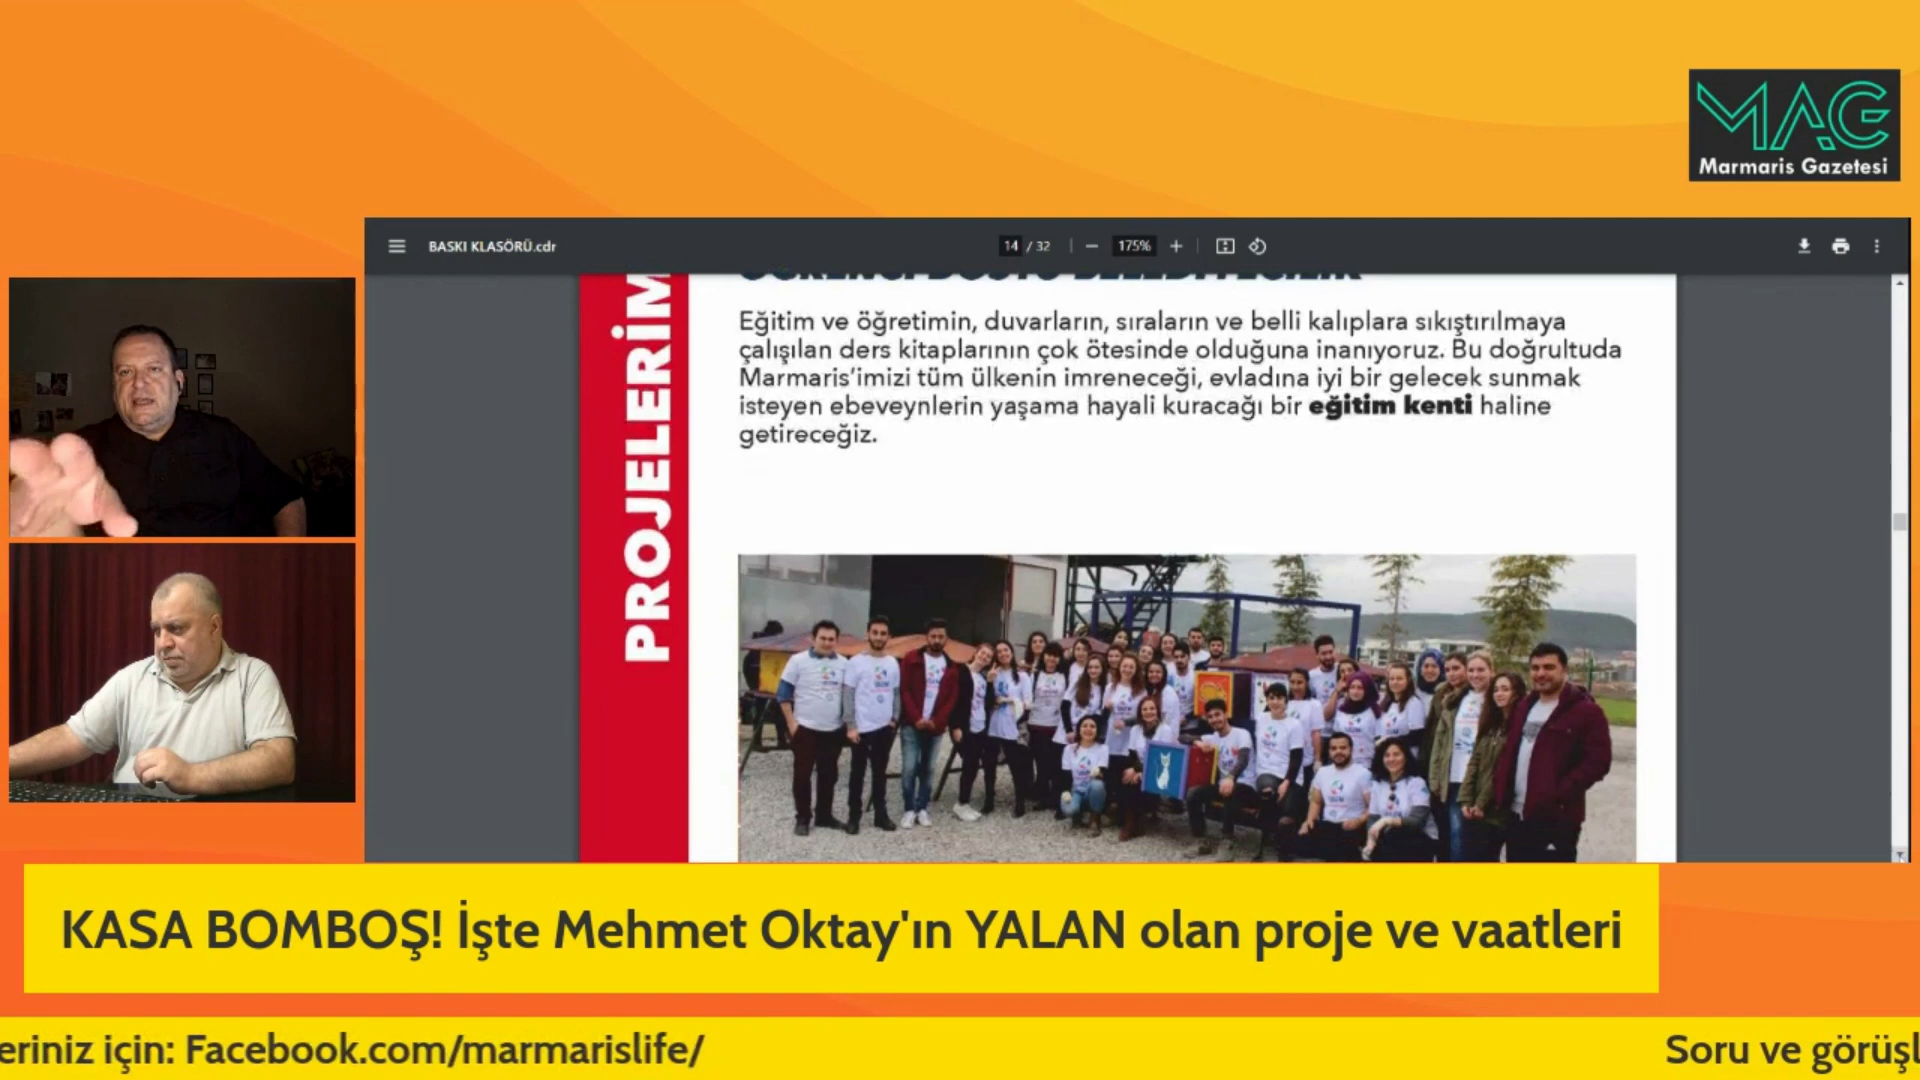 MAG
Marmaris Gazetesi
BASKI KLASÖRÜ.cdr
14 / 32
175%
PROJELERİM
Eğitim ve öğretimin, duvarların, sıraların ve belli kalıplara sıkıştırılmaya
çalışılan ders kitaplarının çok ötesinde olduğuna inanıyoruz. Bu doğrultuda
Marmaris'imizi tüm ülkenin imreneceği, evladına iyi bir gelecek sunmak
isteyen ebeveynlerin yaşama hayali kuracağı bir eğitim kenti haline
getireceğiz.
KASA BOMBOŞ! İşte Mehmet Oktay'ın YALAN olan proje ve vaatleri
eriniz için: Facebook.com/marmarislife/
Soru ve görüşl